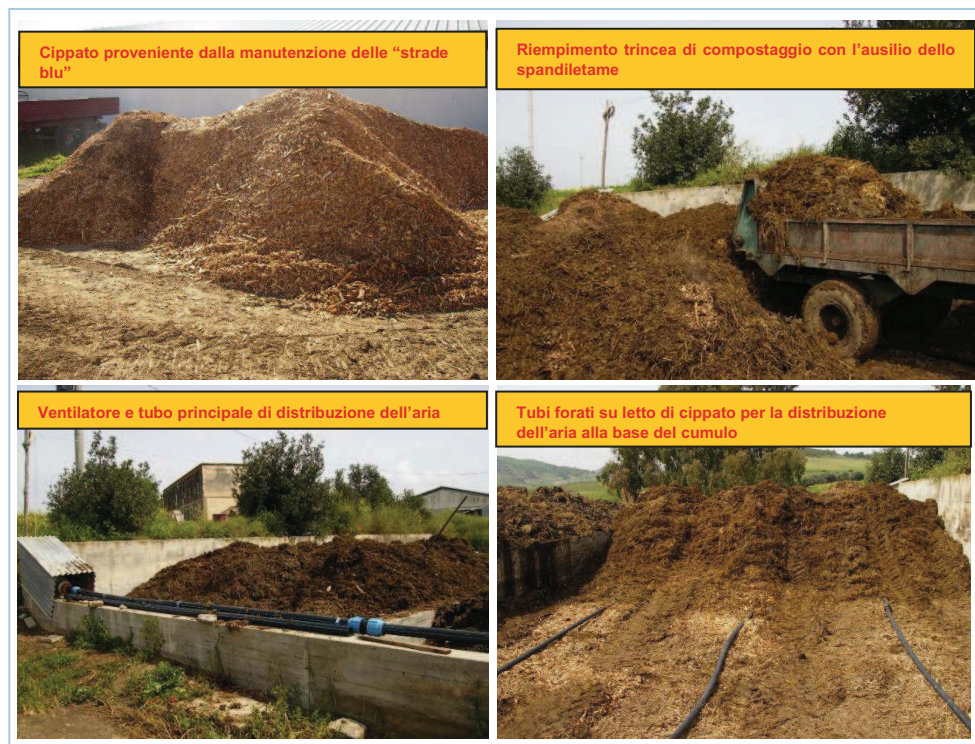 Cippato proveniente dalla manutenzione delle “strade
blu”
Riempimento trincea di compostaggio con l’ausilio dello
spandiletame
Ventilatore e tubo principale di distribuzione dell’aria
Tubi forati su letto di cippato per la distribuzione
dell’aria alla base del cumulo